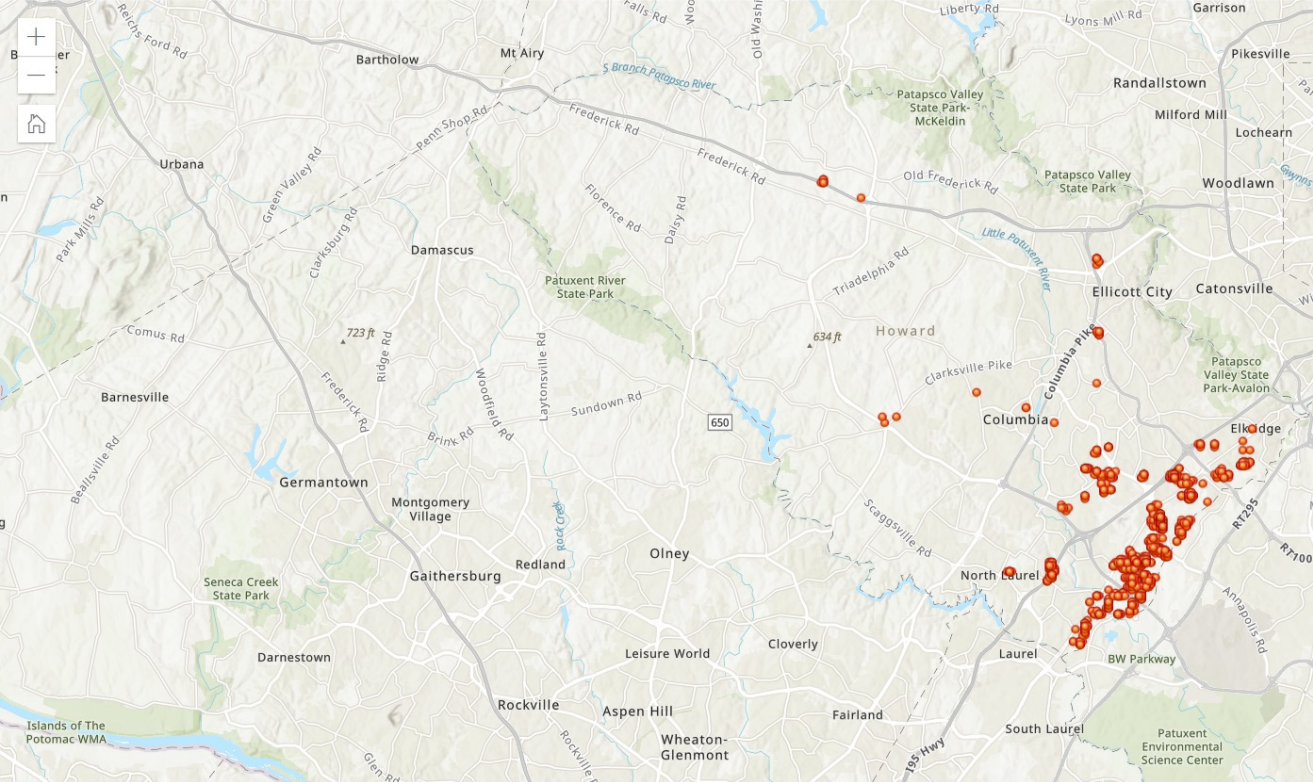 Garrison
Liberty Rd
Falls Rd
Lyons Mill Rd
Reichs Ford Rd
Mt Airy
Pikesville
Bartholow
S Branch Patapsco River
Randallstown
Patapsco Valley
State Park-
McKeldin
Milford Mill
Frederick Rd
Penn Shop Rd
Lochearn
Urbana
Frederick Rd
Old Frederick Rd
Patapsco Valley
State Park
Woodlawn
Green Valley Rd
Florence Rd
Daisy Rd
Park Mills Rd
Clarksburg Rd
Damascus
Little Patuxent River
Triadelphia Rd
Patuxent River
State Park
Ellicott City
Catonsville
Comus Rd
723 ft
634 ft
Howard
Ridge Rd
Laytonsville Rd
Columbia Pike
Clarksville Pike
Patapsco
Valley State
Park-Avalon
Barnesville
Frederick Rd
Woodfield Rd
Sundown Rd
650
Columbia
Elkridge
Brink Rd
Beallsville Rd
Germantown
Montgomery
Village
Rock Creek
Scaggsville Rd
RT295
RT100
Olney
Redland
Gaithersburg
North Laurel
Seneca Creek
State Park
Annapolis Rd
Cloverly
Darnestown
Leisure World
Laurel
BW Parkway
Rockville
Aspen Hill
Fairland
Islands of The
Potomac WMA
South Laurel
Wheaton-
Glenmont
Patuxent
Environmental
Science Center
Glen Rd
195 Hwy